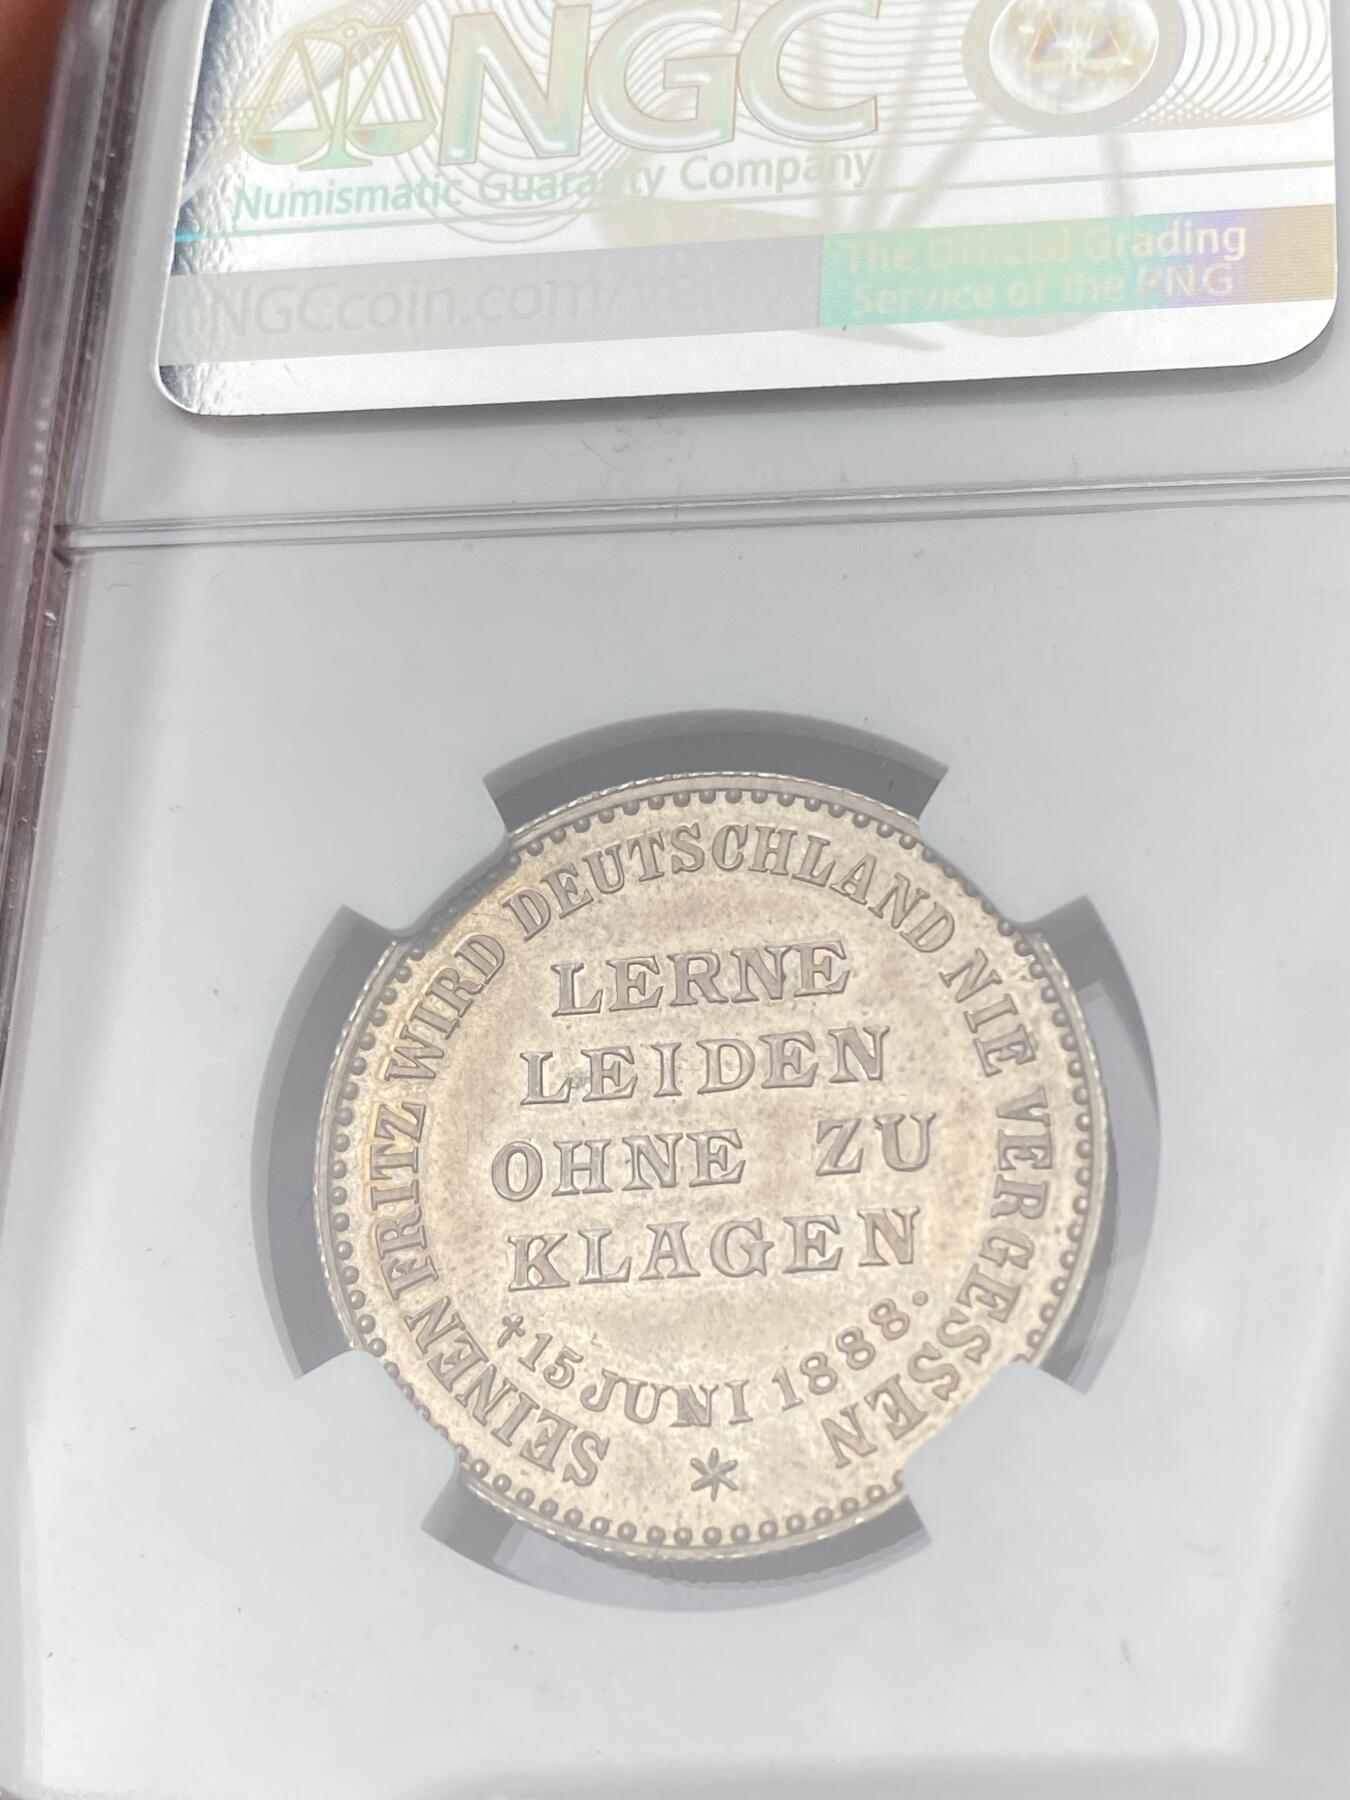 NGC
Numismatic Guaranty Company
NGCcoin.com/ve
The Official Grading
Service of the PNG
SEINEN FRITZ WIRD DEUTSCHLAND NIE VERGESSEN
LERNE
LEIDEN
OHNE ZU
KLAGEN
†15 JUNI 1888.
*